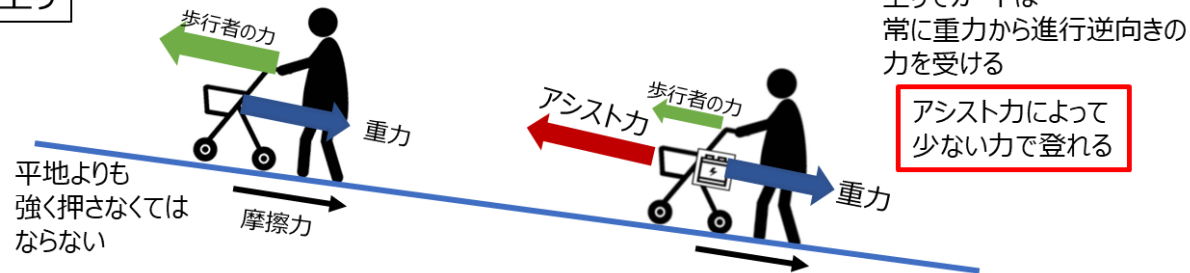 上り
歩行者の力
重力
平地よりも
強く押さなくては
ならない
摩擦力
アシスト力
歩行者の力
重力
常に重力から進行逆向きの
力を受ける
アシスト力によって
少ない力で登れる